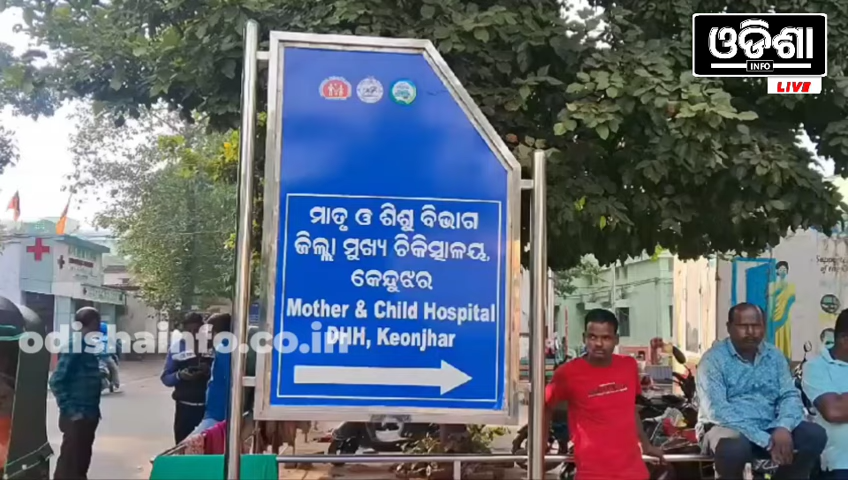 ଓଡ଼ିଶା
INFO
LIVE
ମାତୃ ଓ ଶିଶୁ ବିଭାଗ
ଜିଲ୍ଲା ମୁଖ୍ୟ ଚିକିତ୍ସାଳୟ,
କେନ୍ଦୁଝର
Mother & Child Hospital
DHH, Keonjhar
odishainfo.co.in